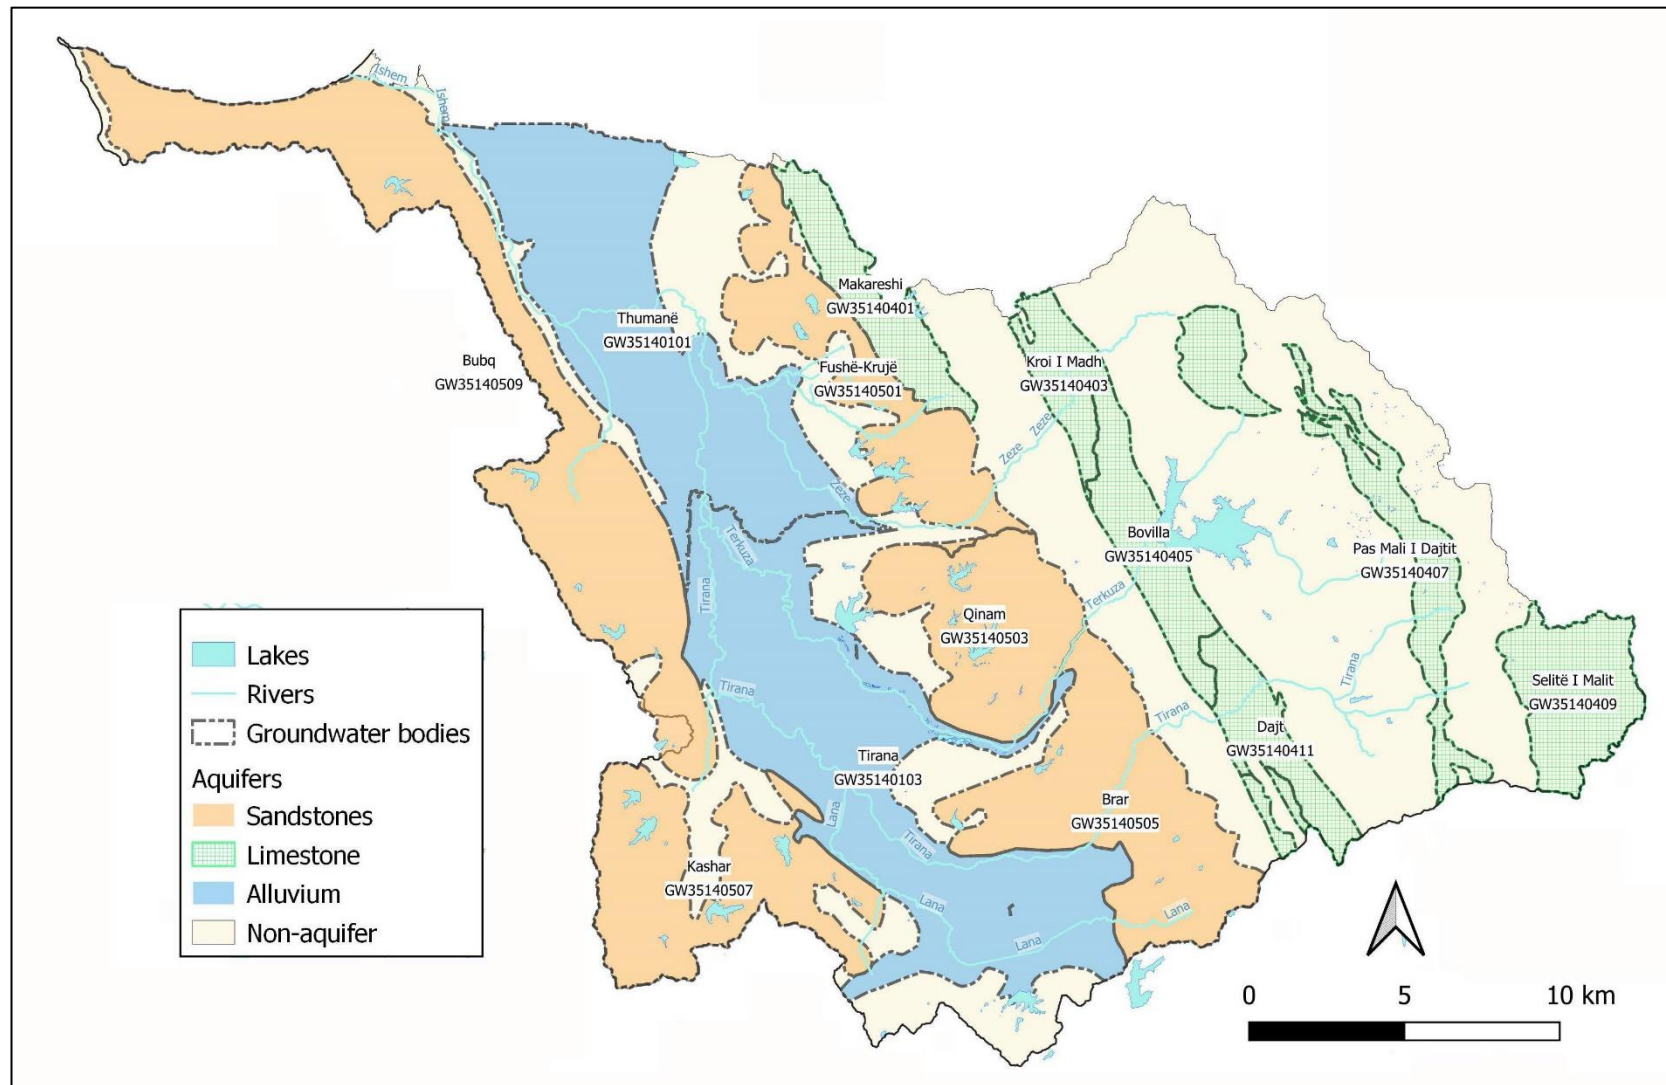 Ishem
Ishem
Makareshi
GW35140401
Thumanë
GW35140101
Bubq
GW35140509
Fushë-Krujë
GW35140501
Kroi I Madh
GW35140403
Zeze
Zeze
Zeze
Terkuza
Tirana
Bovilla
GW35140405
Pas Mali I Dajtit
GW35140407
Terkuza
Qinam
GW35140503
Tirana
Tirana
Tirana
Selitë I Malit
GW35140409
Dajt
GW35140411
Tirana
GW35140103
Brar
GW35140505
Lana
Tirana
Kashar
GW35140507
Lana
Lana
Lana
Lakes
Rivers
Groundwater bodies
Aquifers
Sandstones
Limestone
Alluvium
Non-aquifer
0 5 10 km